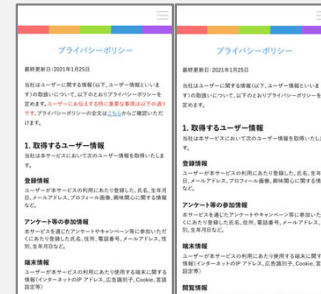 プライバシーポリシー
最終更新日:2021年1月25日
当社はユーザーに関する情報(以下、ユーザー情報といいま
す)の取扱いについて、以下のとおりプライバシーポリシーを
定めます。ユーザーにお伝えする特に重要な事項は以下の通り
です。プライバシーポリシーの全文はこちらからご確認いただ
けます。
1. 取得するユーザー情報
当社は本サービスにおいて次のユーザー情報を取得いたしま
す。
登録情報
ユーザーが本サービスの利用にあたり登録した、氏名、生年月
日、メールアドレス、プロフィール画像、興味関心に関する情報
など。
アンケート等の参加情報
本サービスを通じたアンケートやキャンペーン等に参加いただ
くにあたり登録した氏名、住所、電話番号、メールアドレス、性
別、生年月日など。
端末情報
ユーザーが本サービスの利用にあたり使用する端末に関する
情報(インターネットのIP アドレス、広告識別子、Cookie、言語
設定等)
プライバシーポリシー
最終更新日:2021年1月25日
当社はユーザーに関する情報(以下、ユーザー情報といいま
す)の取扱いについて、以下のとおりプライバシーポリシーを
定めます。
1. 取得するユーザー情報
当社は本サービスにおいて次のユーザー情報を取得いたしま
す。
登録情報
ユーザーが本サービスの利用にあたり登録した、氏名、生年
日、メールアドレス、プロフィール画像、興味関心に関する情
など。
アンケート等の参加情報
本サービスを通じたアンケートやキャンペーン等に参加いた
くにあたり登録した氏名、住所、電話番号、メールアドレス、
別、生年月日など。
端末情報
ユーザーが本サービスの利用にあたり使用する端末に関す
情報(インターネットのIP アドレス、広告識別子、Cookie、言
設定等)
閲覧情報